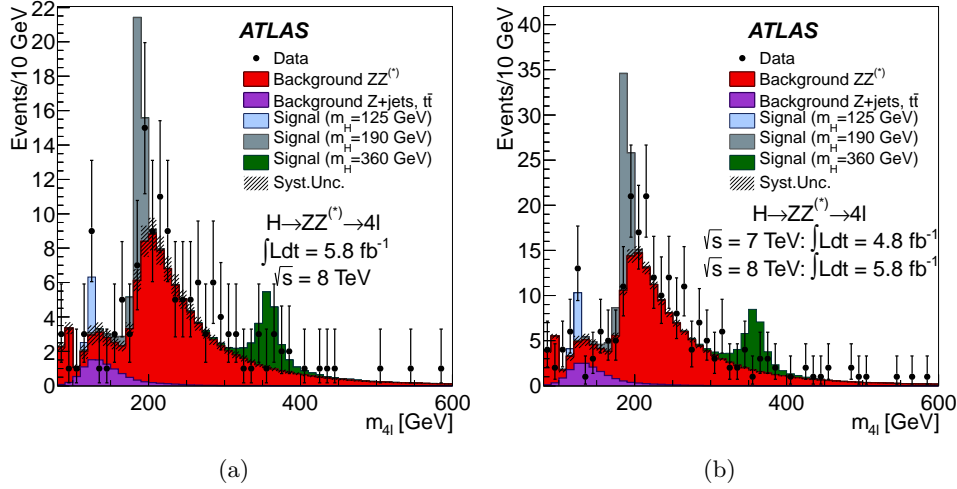 ATLAS
Events/10 GeV
22
20
18
16
14
12
10
8
6
4
2
0
Data
Background ZZ(*)
Background Z+jets, tt̄
Signal (mH=125 GeV)
Signal (mH=190 GeV)
Signal (mH=360 GeV)
Syst.Unc.
H→ZZ(*)→4l
∫Ldt = 5.8 fb-1
√s = 8 TeV
200 400 600
m4l [GeV]
(a)
ATLAS
Events/10 GeV
40
35
30
25
20
15
10
5
0
Data
Background ZZ(*)
Background Z+jets, tt̄
Signal (mH=125 GeV)
Signal (mH=190 GeV)
Signal (mH=360 GeV)
Syst.Unc.
H→ZZ(*)→4l
√s = 7 TeV: ∫Ldt = 4.8 fb-1
√s = 8 TeV: ∫Ldt = 5.8 fb-1
200 400 600
m4l [GeV]
(b)